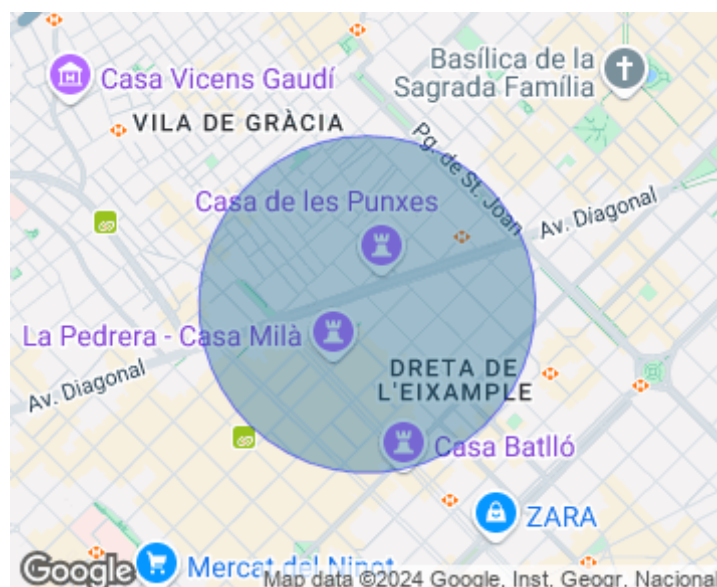 Casa Vicens Gaudí
Basílica de la
Sagrada Família
VILA DE GRÀCIA
Pg. de St. Joan
Casa de les Punxes
Av. Diagonal
La Pedrera - Casa Milà
DRETA DE
L'EIXAMPLE
Av. Diagonal
Casa Batlló
ZARA
Google
Mercat del Ninot
Map data ©2024 Google, Inst. Geogr. Nacional